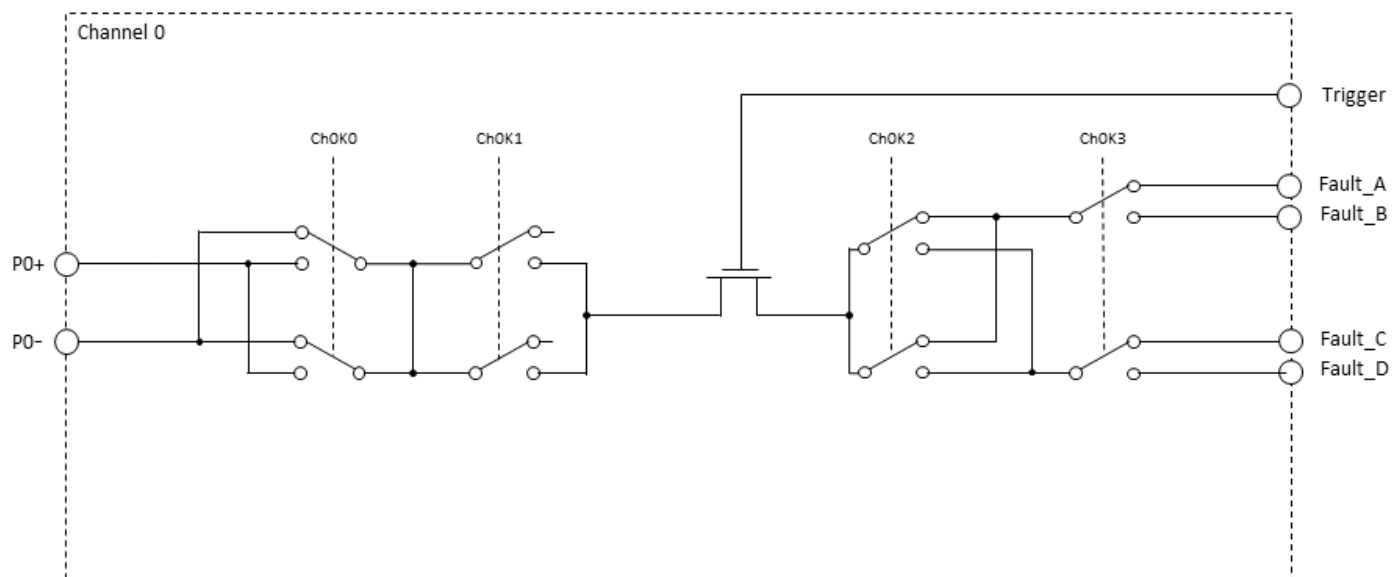 Channel 0
Trigger
Ch0K0
Ch0K1
Ch0K2
Ch0K3
Fault_A
Fault_B
P0+
P0-
Fault_C
Fault_D